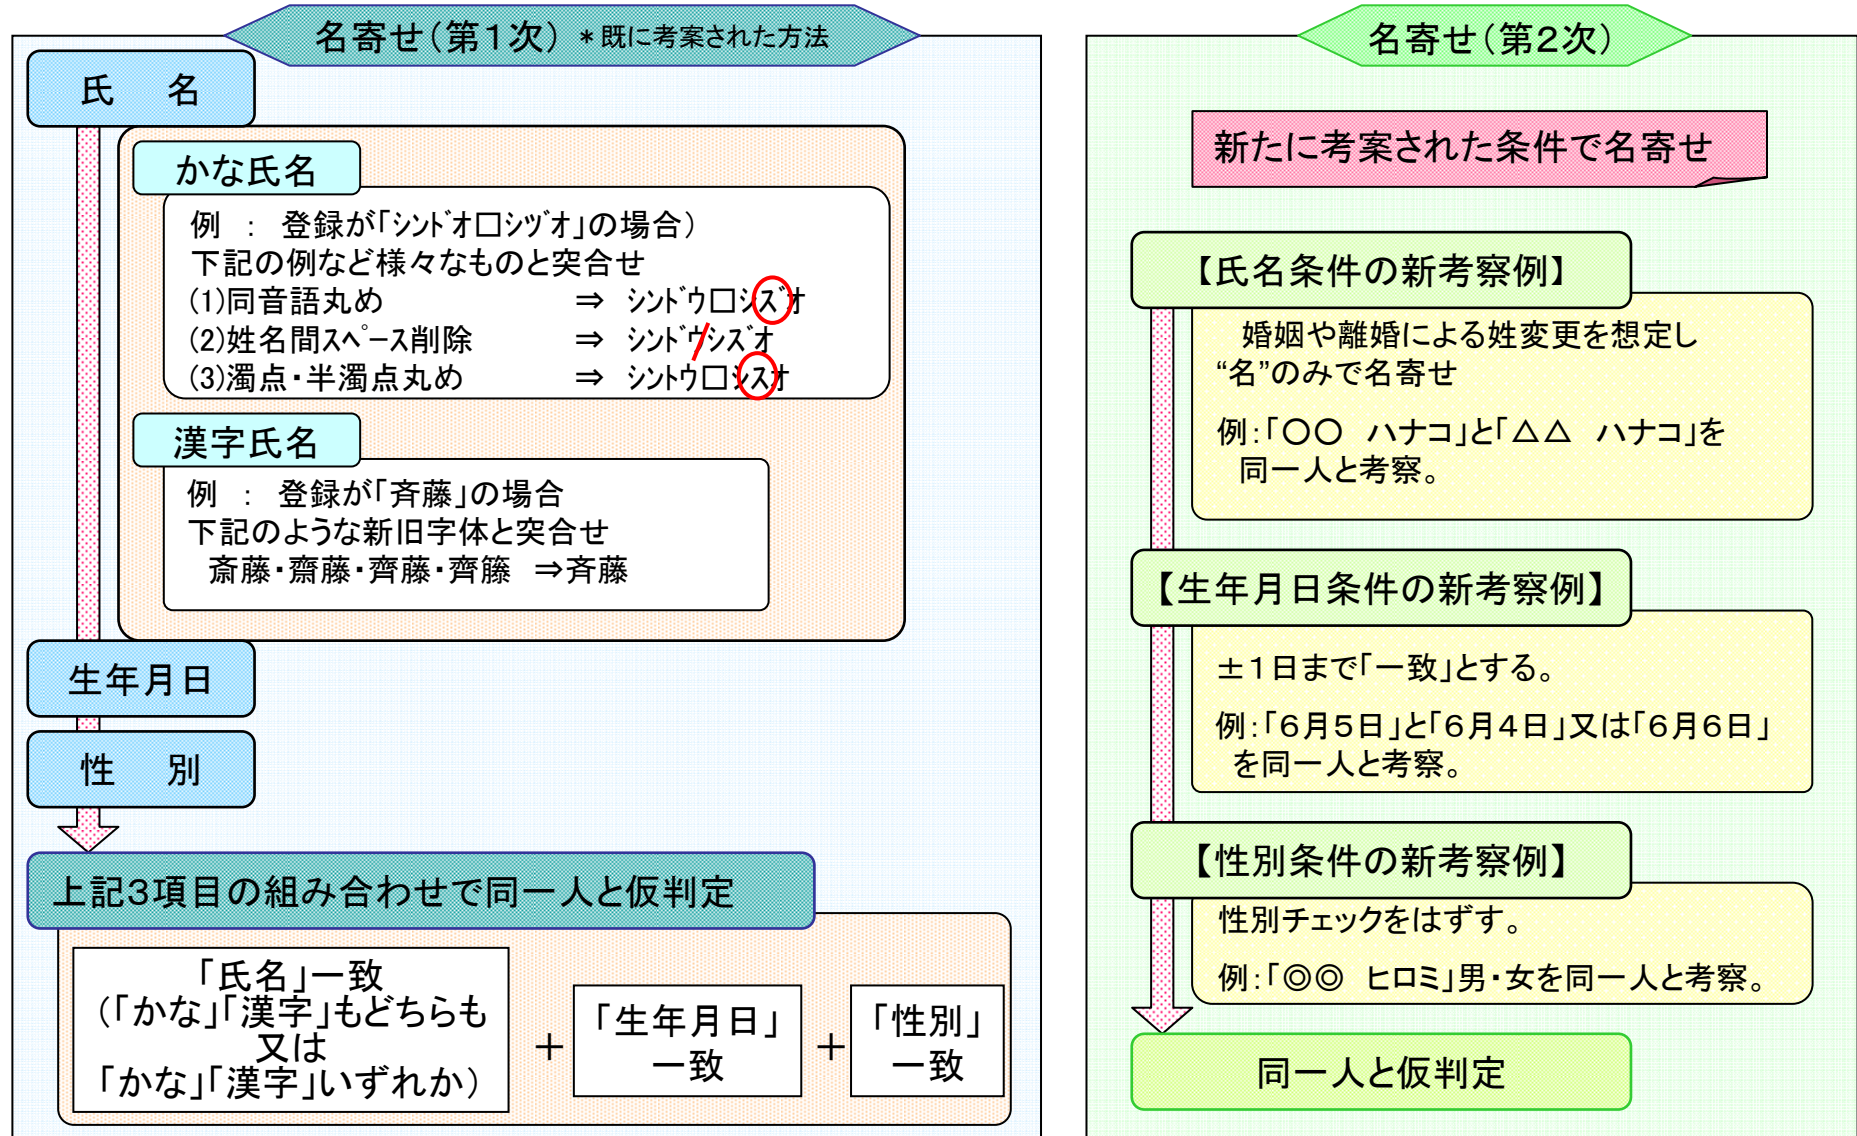 名寄せ(第１次) ＊既に考案された方法
氏　名
かな氏名
例 ： 登録が「ｼﾝﾄﾞｵ□ｼﾂﾞｵ」の場合）
下記の例など様々なものと突合せ
(1)同音語丸め ⇒ ｼﾝﾄﾞｳ□ｼｽﾞｵ
(2)姓名間ｽﾍﾟｰｽ削除 ⇒ ｼﾝﾄﾞｳｼｽﾞｵ
(3)濁点・半濁点丸め ⇒ ｼﾝﾄｳ□ｼｽｵ
漢字氏名
例 ： 登録が「斉藤」の場合
下記のような新旧字体と突合せ
斎藤・齋藤・齊藤・齊籐 ⇒斉藤
生年月日
性　別
上記３項目の組み合わせで同一人と仮判定
「氏名」一致
(「かな」「漢字」もどちらも
又は
「かな」「漢字」いずれか)
＋
「生年月日」
一致
＋
「性別」
一致
名寄せ(第２次)
新たに考案された条件で名寄せ
【氏名条件の新考察例】
婚姻や離婚による姓変更を想定し
“名”のみで名寄せ
例：「○○　ハナコ」と「△△　ハナコ」を
同一人と考察。
【生年月日条件の新考察例】
±１日まで「一致」とする。
例：「６月５日」と「６月４日」又は「６月６日」
を同一人と考察。
【性別条件の新考察例】
性別チェックをはずす。
例：「◎◎　ヒロミ」男・女を同一人と考察。
同一人と仮判定